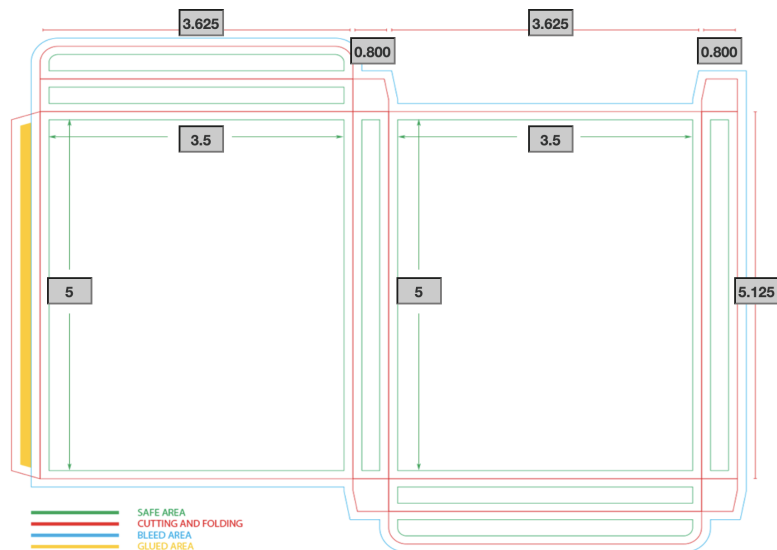 3.625
3.625
0.800
0.800
3.5
3.5
5
5
5.125
SAFE AREA
CUTTING AND FOLDING
BLEED AREA
GLUED AREA